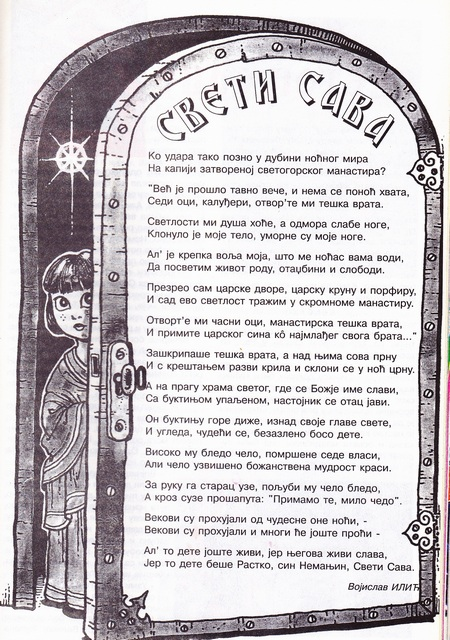 СВЕТИ САВА
Ко удара тако позно у дубини ноћног мира
На капији затвореној светогорског манастира?
"Већ је прошло тавно вече, и нема се поноћ хвата,
Седи оци, калуђери, отвор'те ми тешка врата.
Светлости ми душа хоће, а одмора слабе ноге,
Клонуло је моје тело, уморне су моје ноге.
Ал' је крепка воља моја, што ме ноћас вама води,
Да посветим живот роду, отаџбини и слободи.
Презрео сам царске дворе, царску круну и порфиру,
И сад ево светлост тражим у скромноме манастиру.
Отворт'е ми часни оци, манастирска тешка врата,
И примите царског сина кô најмлађег свога брата..."
Зашкрипаше тешка врата, а над њима сова прну
И с крештањем разви крила и склони се у ноћ црну.
А на прагу храма светог, где се Божје име слави,
Са буктињом упаљеном, настојник се отац јави.
Он буктињу горе диже, изнад своје главе свете,
И угледа, чудећи се, безазлено босо дете.
Високо му бледо чело, помршене седе власи,
Али чело узвишено божанствена мудрост краси.
За руку га старац узе, пољуби му чело бледо,
А кроз сузе прошапута: "Примамо те, мило чедо".
Векови су прохујали од чудесне оне ноћи, -
Векови су прохујали и многи ће јоште проћи -
Ал' то дете јоште живи, јер његова живи слава,
Јер то дете беше Растко, син Немањин, Свети Сава.
Војислав ИЛИЋ